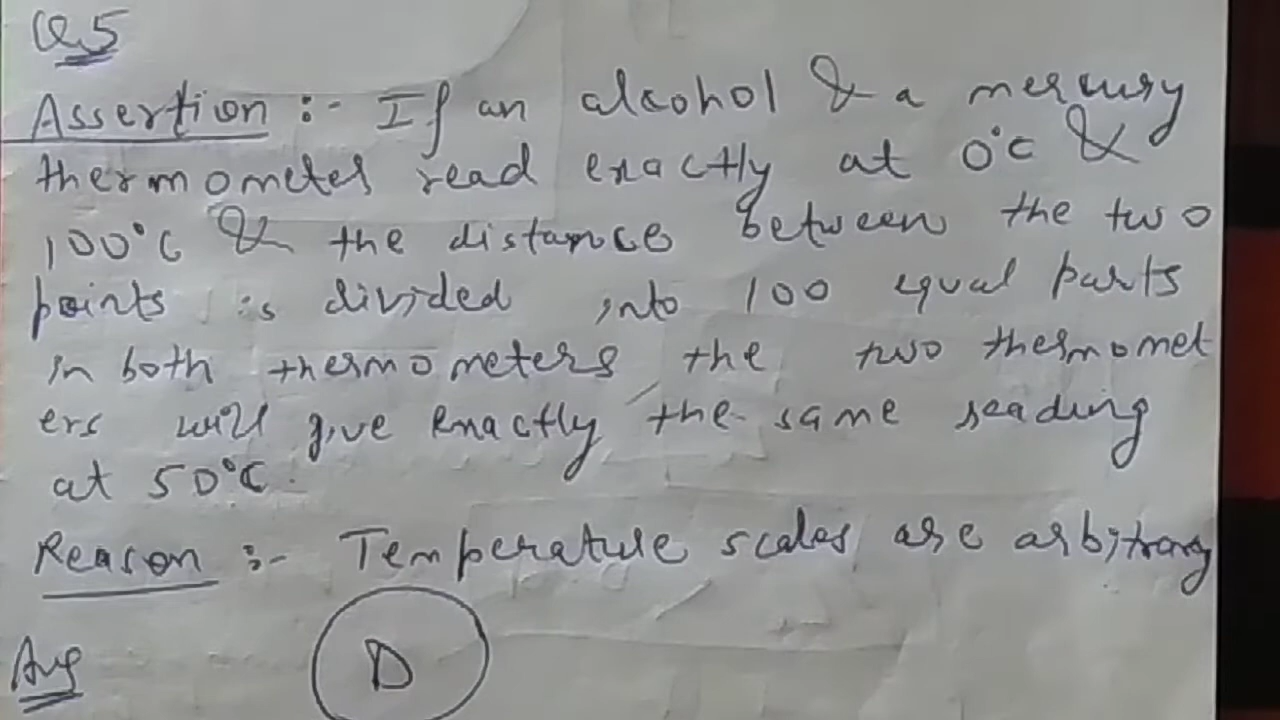 Q.5
Assertion :- If an alcohol & a mercury
thermometer read exactly at 0°C &
100°C & the distance between the two
points is divided into 100 equal parts
in both thermometers the two thermomet
ers will give exactly the same reading
at 50°C.
Reason :- Temperature scales are arbitrary
Ans D